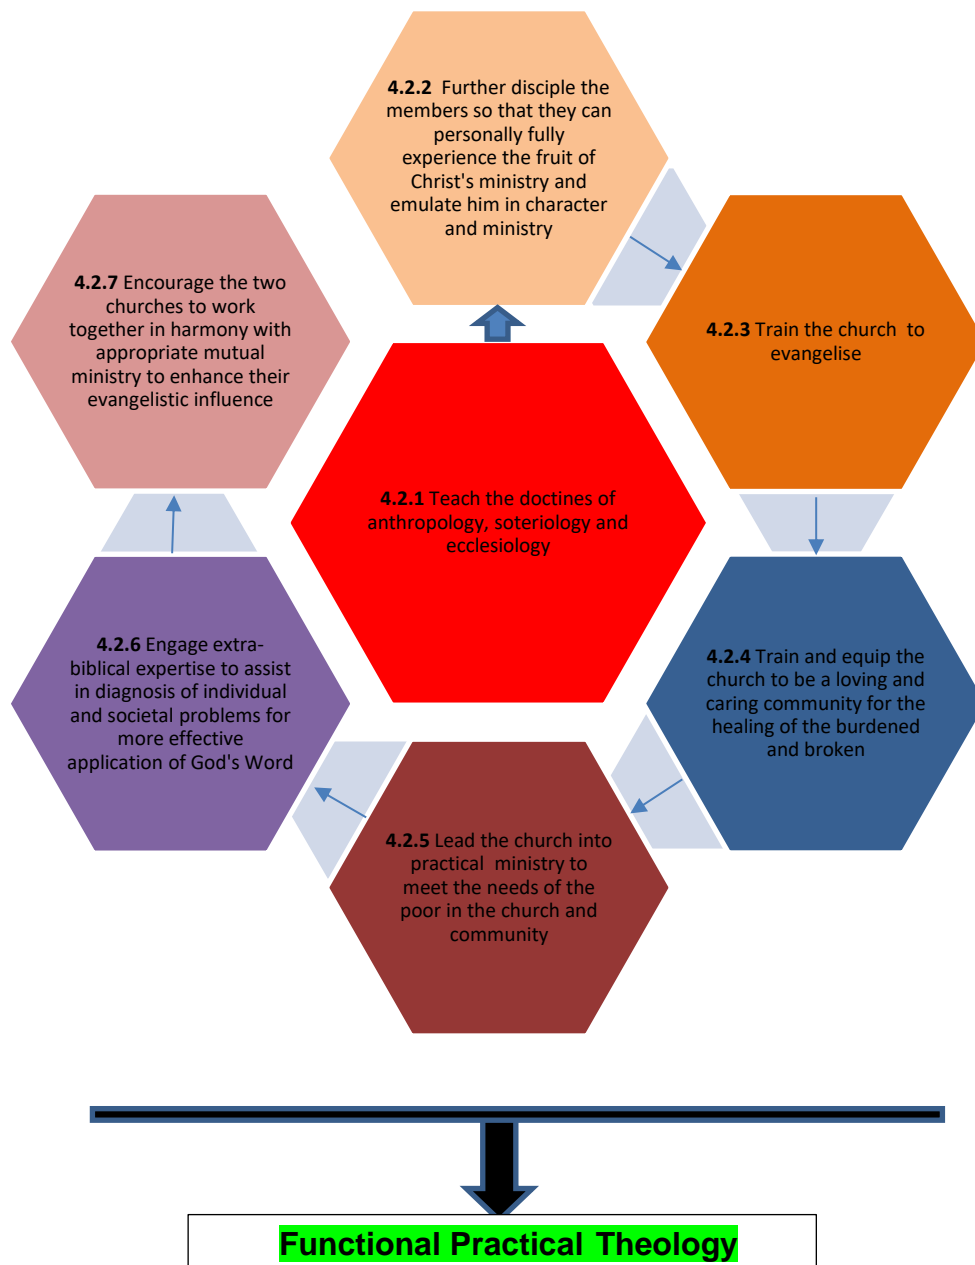 4.2.2 Further disciple the
members so that they can
personally fully
experience the fruit of
Christ's ministry and
emulate him in character
and ministry
4.2.7 Encourage the two
churches to work
together in harmony with
appropriate mutual
ministry to enhance their
evangelistic influence
4.2.3 Train the church to
evangelise
4.2.1 Teach the doctines of
anthropology, soteriology and
ecclesiology
4.2.6 Engage extra-
biblical expertise to assist
in diagnosis of individual
and societal problems for
more effective
application of God's Word
4.2.4 Train and equip the
church to be a loving and
caring community for the
healing of the burdened
and broken
4.2.5 Lead the church into
practical ministry to
meet the needs of the
poor in the church and
community
Functional Practical Theology